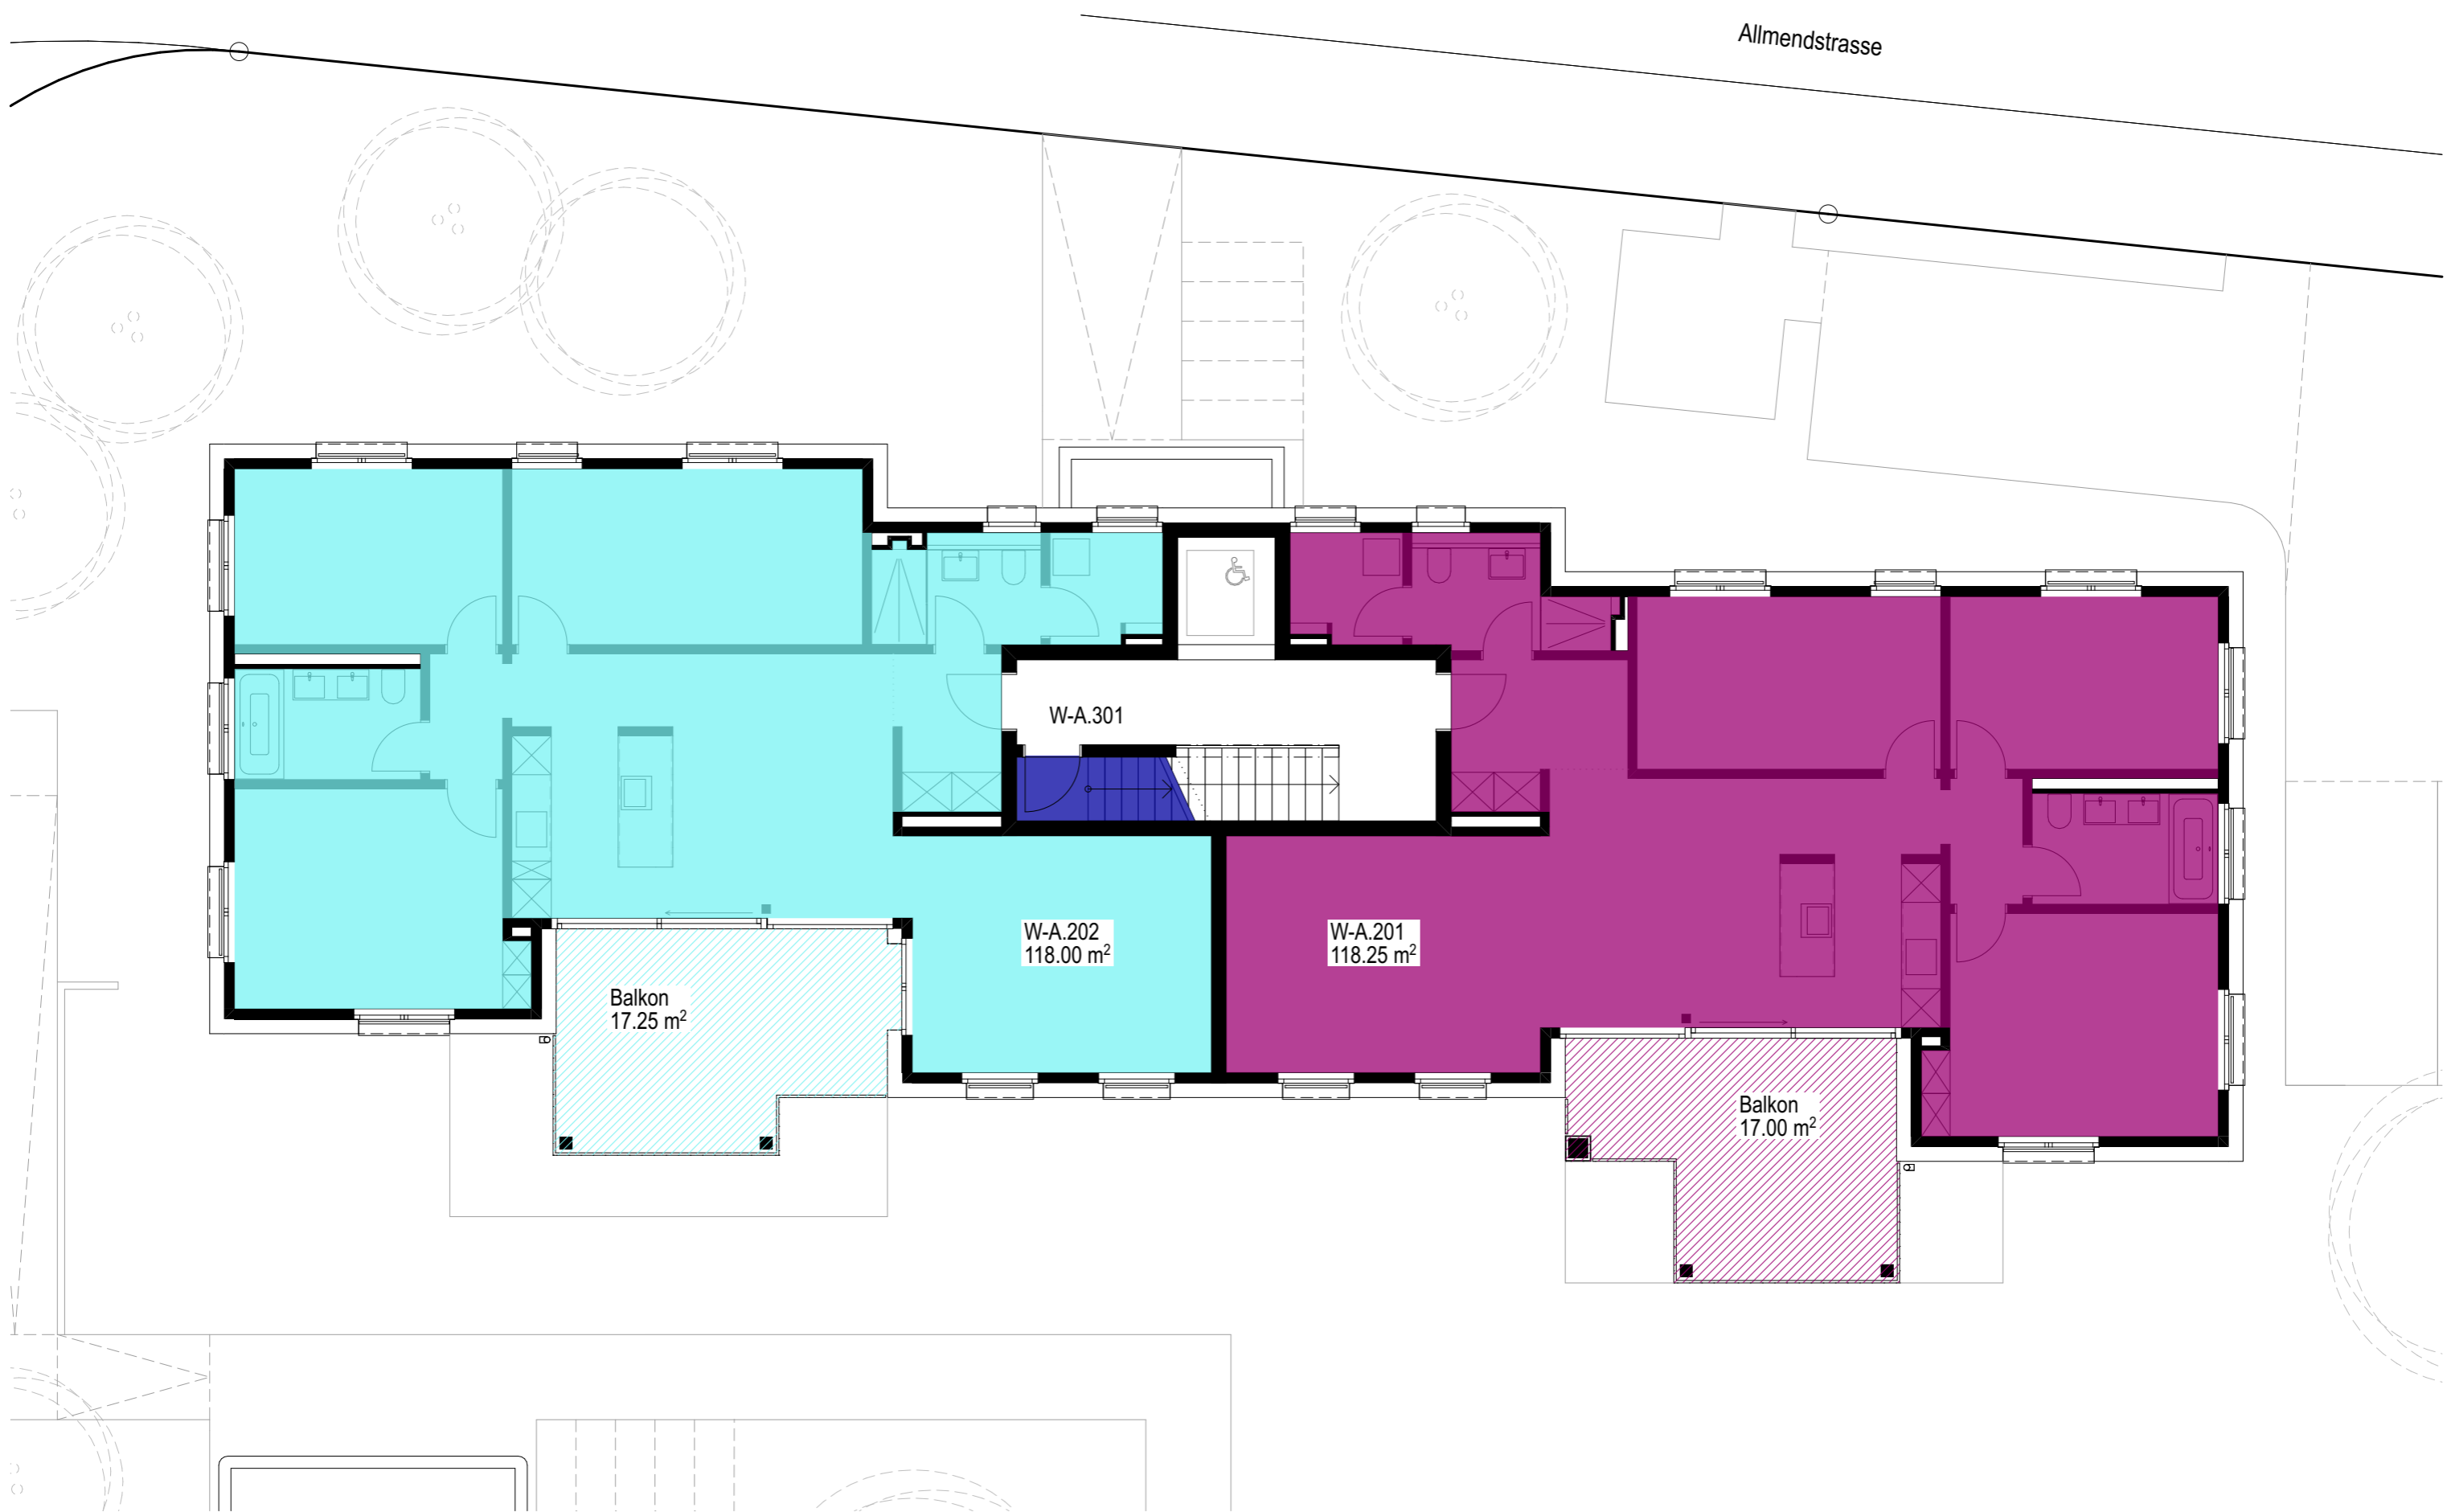 Allmendstrasse
W-A.301
W-A.202
118.00 m²
W-A.201
118.25 m²
Balkon
17.25 m²
Balkon
17.00 m²